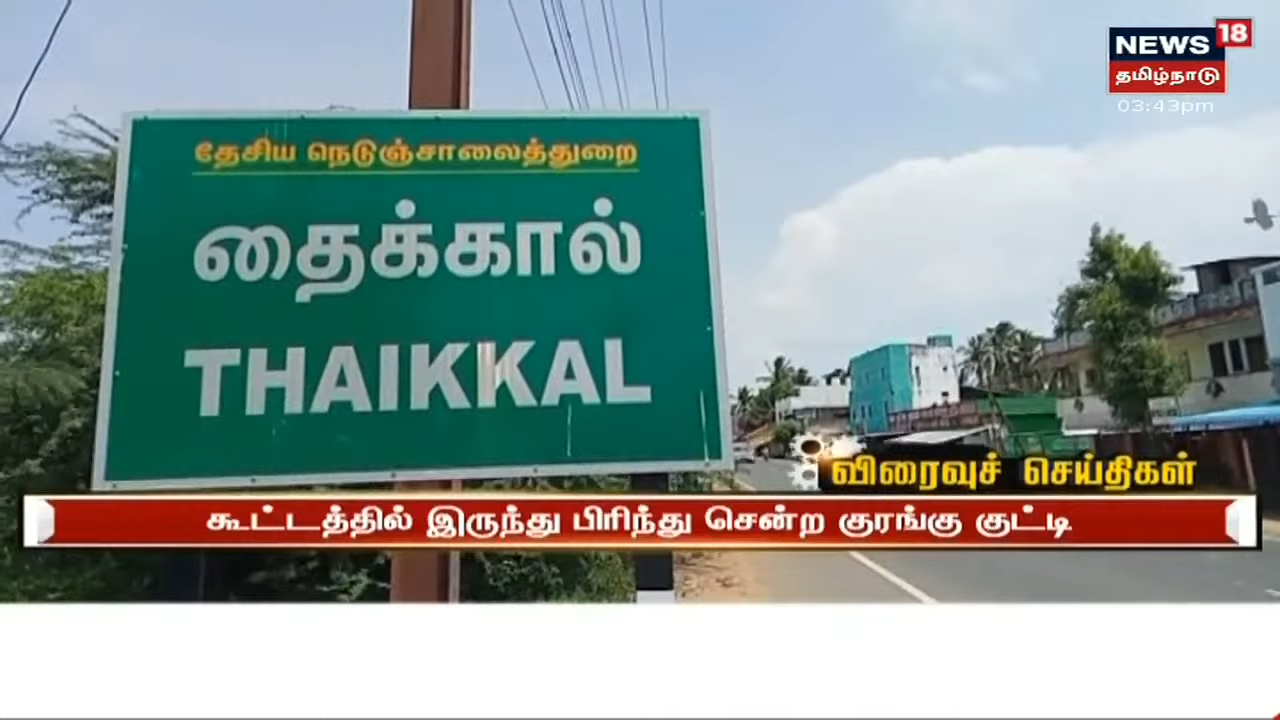 NEWS 18
தமிழ்நாடு
03:43pm
தேசிய நெடுஞ்சாலைத்துறை
தைக்கால்
THAIKKAL
விரைவுச் செய்திகள்
கூட்டத்தில் இருந்து பிரிந்து சென்ற குரங்கு குட்டி